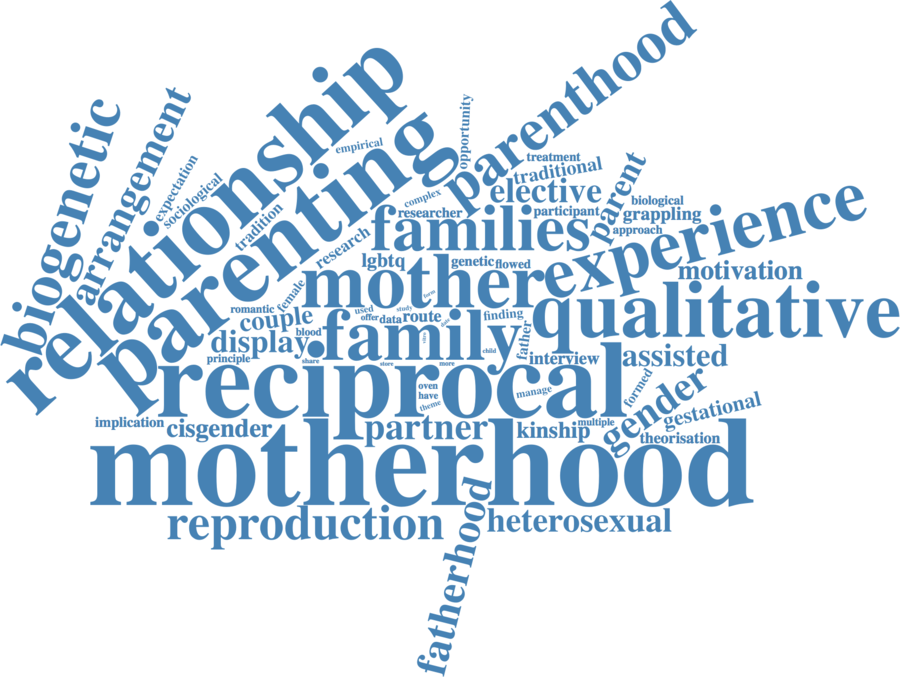 parenthood
relationship
biogenetic
arrangement
parenting
opportunity
empirical
expectation
sociological
tradition
treatment
traditional
complex
elective
parent
biological
researcher
participant
grappling
families
approach
experience
research
lgbtq
genetic
flowed
motivation
mother
female
qualitative
romantic
used
study
form
couple
offer
data
route
finding
blood
family
father
display
child
interview
assisted
principle
share
store
more
reciprocal
oven
have
theme
manage
formed
gender
gestational
implication
cisgender
partner
kinship
multiple
theorisation
motherhood
reproduction
heterosexual
fatherhood